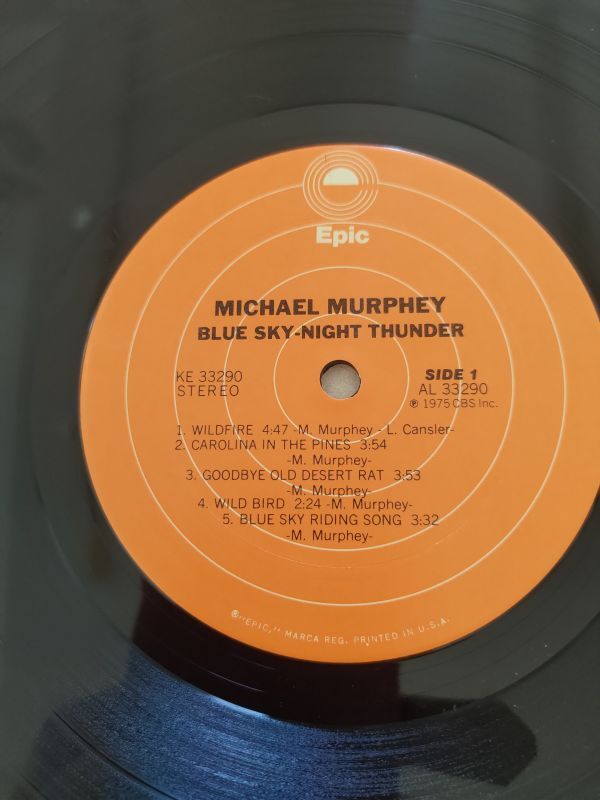 Epic
MICHAEL MURPHEY
BLUE SKY-NIGHT THUNDER
KE 33290
STEREO
SIDE 1
AL 33290
℗ 1975 CBS Inc.
1. WILDFIRE 4:47 -M. Murphey - L. Cansler-
2. CAROLINA IN THE PINES 3:54
-M. Murphey-
3. GOODBYE OLD DESERT RAT 3:53
-M. Murphey-
4. WILD BIRD 2:24 -M. Murphey-
5. BLUE SKY RIDING SONG 3:32
-M. Murphey-
®"EPIC," MARCA REG. PRINTED IN U.S.A.